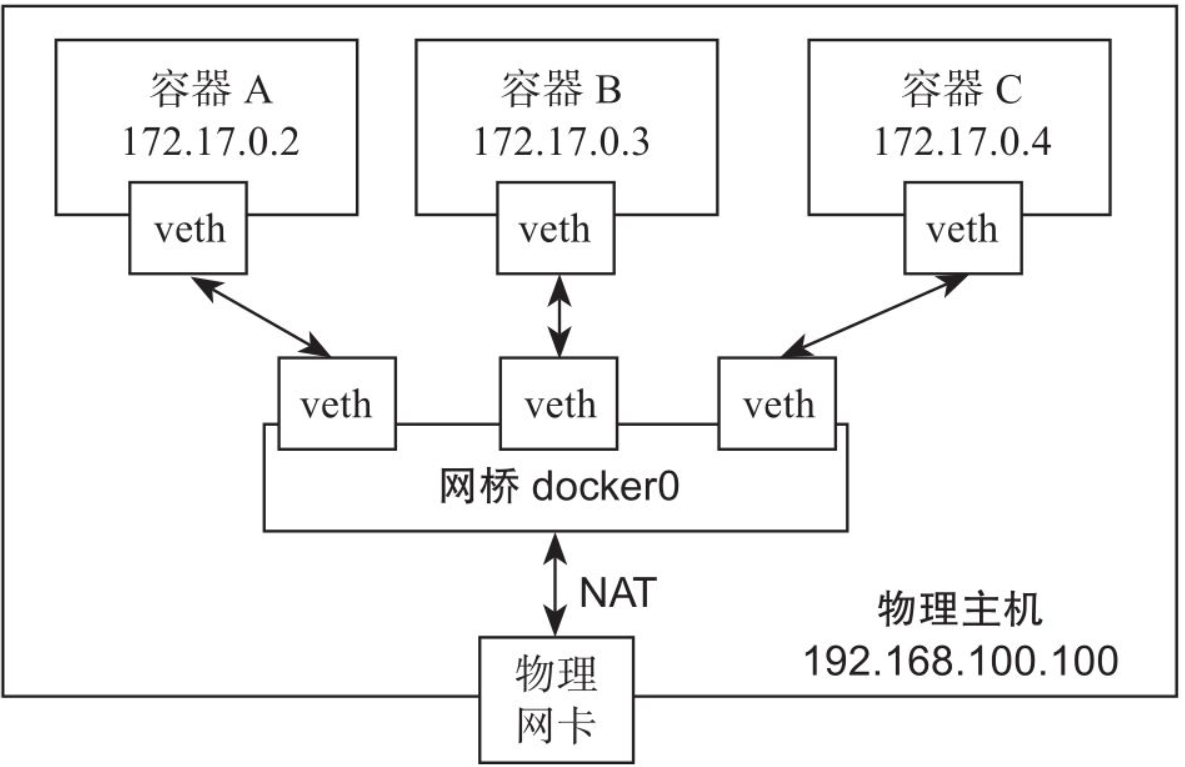 容器 A
172.17.0.2
容器 B
172.17.0.3
容器 C
172.17.0.4
veth
veth
veth
veth
veth
veth
网桥 docker0
NAT
物理主机
192.168.100.100
物理
网卡